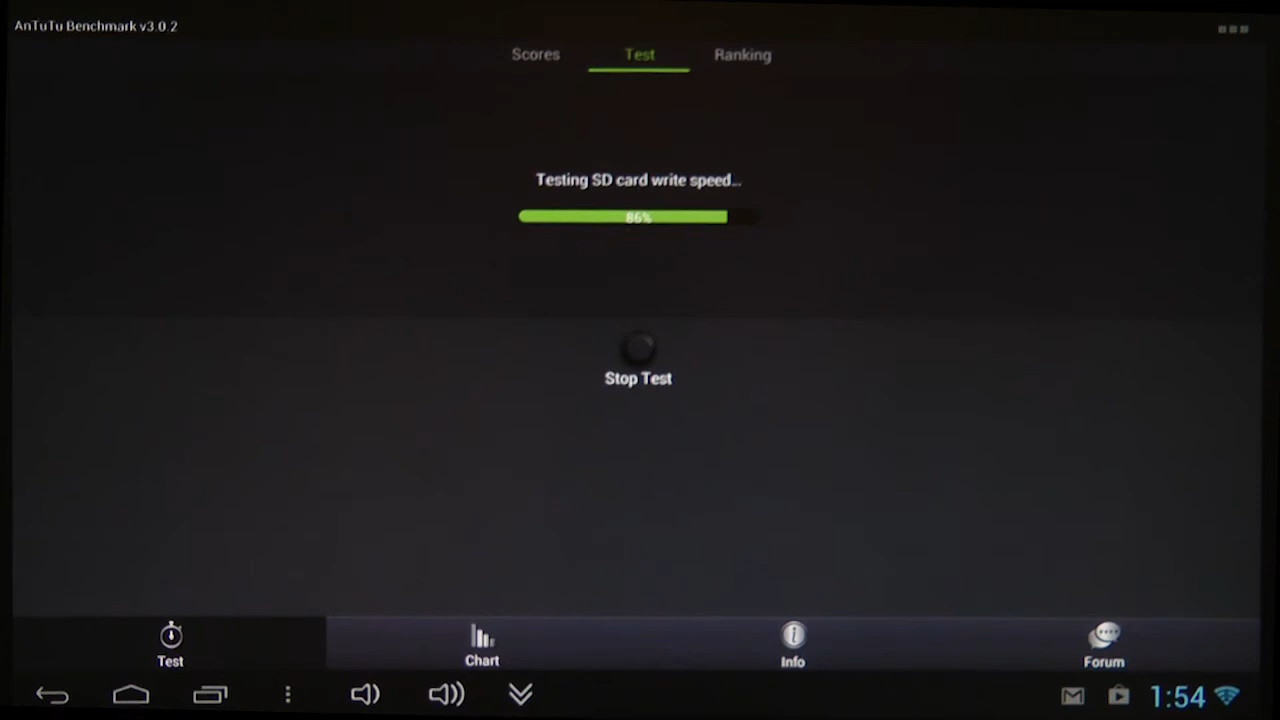 AnTuTu Benchmark v3.0.2
Scores Test Ranking
Testing SD card write speed...
86%
Stop Test
Test Chart Info Forum
1:54